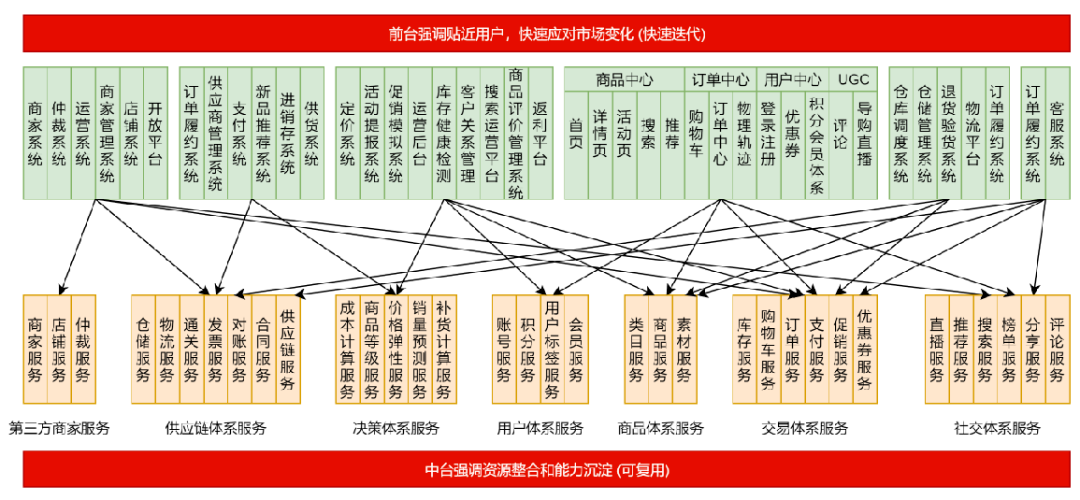 前台强调贴近用户，快速应对市场变化 (快速迭代)
商家系统
仲裁系统
运营系统
商家管理系统
店铺系统
开放平台
订单履约系统
供应商管理系统
支付系统
新品推荐系统
进销存系统
供货系统
定价系统
活动提报系统
促销模拟系统
运营后台
库存健康检测
客户关系管理
搜索运营平台
商品评价管理系统
返利平台
商品中心
订单中心
用户中心
UGC
首页
详情页
活动页
搜索
推荐
购物车
订单中心
物理轨迹
登录注册
优惠券
积分会员体系
评论
导购直播
仓库调度系统
仓储管理系统
退货验货系统
物流平台
订单履约系统
订单履约系统
客服系统
商家服务
店铺服务
仲裁服务
仓储服务
物流服务
通关服务
发票服务
对账服务
合同服务
供应链服务
成本计算服务
商品等级服务
价格弹性服务
销量预测服务
补货计算服务
账号服务
积分服务
用户标签服务
会员服务
类日服务
商品服务
素材服务
库存服务
购物车服务
订单服务
支付服务
促销服务
优惠券服务
直播服务
推荐服务
搜索服务
榜单服务
分享服务
评论服务
第三方商家服务
供应链体系服务
决策体系服务
用户体系服务
商品体系服务
交易体系服务
社交体系服务
中台强调资源整合和能力沉淀 (可复用)